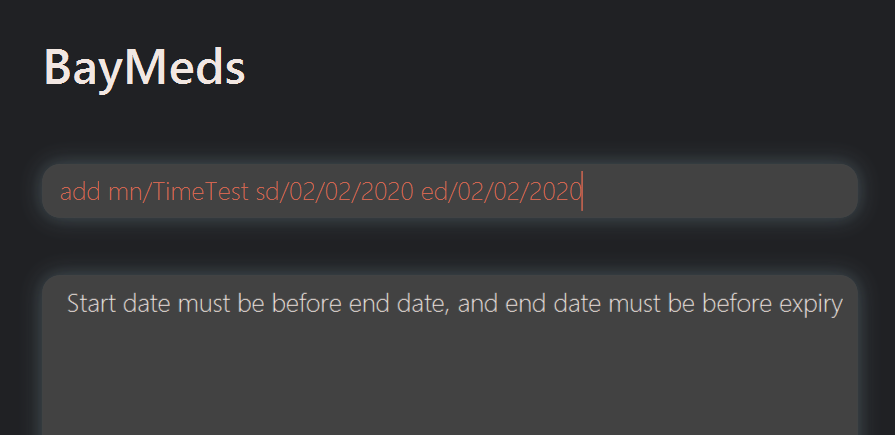 BayMeds
add mn/TimeTest sd/02/02/2020 ed/02/02/2020
Start date must be before end date, and end date must be before expiry